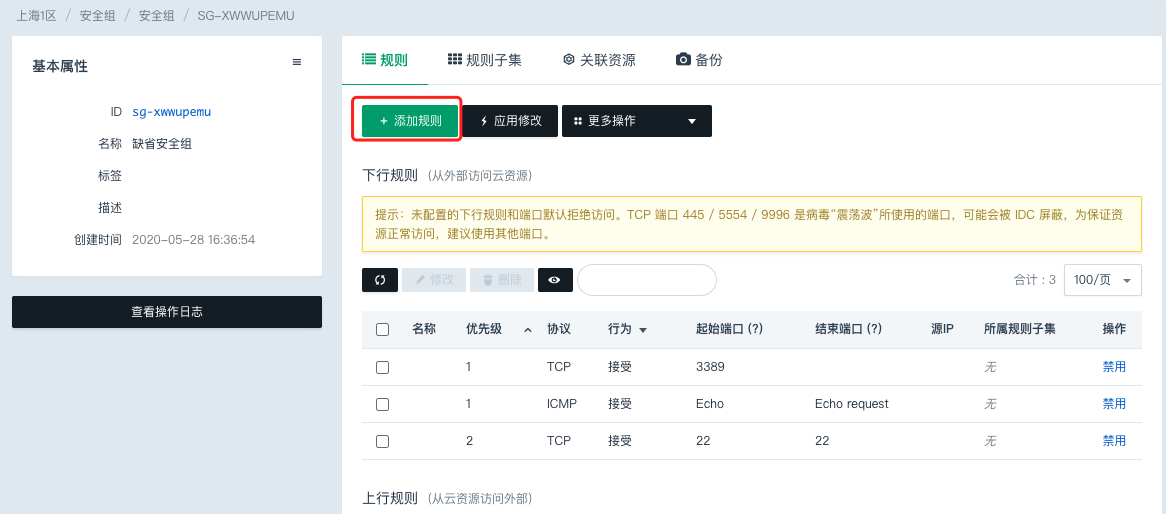 上海1区 / 安全组 / 安全组 / SG-XWWUPEMU
基本属性
ID sg-xwwupemu
名称 缺省安全组
标签
描述
创建时间 2020-05-28 16:36:54
查看操作日志
规则 规则子集 关联资源 备份
+ 添加规则 应用修改 更多操作
下行规则 (从外部访问云资源)
提示：未配置的下行规则和端口默认拒绝访问。TCP 端口 445 / 5554 / 9996 是病毒“震荡波”所使用的端口，可能会被 IDC 屏蔽，为保证资
源正常访问，建议使用其他端口。
修改 删除 合计 : 3 100/页
名称 优先级 协议 行为 起始端口 (?) 结束端口 (?) 源IP 所属规则子集 操作
1 TCP 接受 3389 无 禁用
1 ICMP 接受 Echo Echo request 无 禁用
2 TCP 接受 22 22 无 禁用
上行规则 (从云资源访问外部)